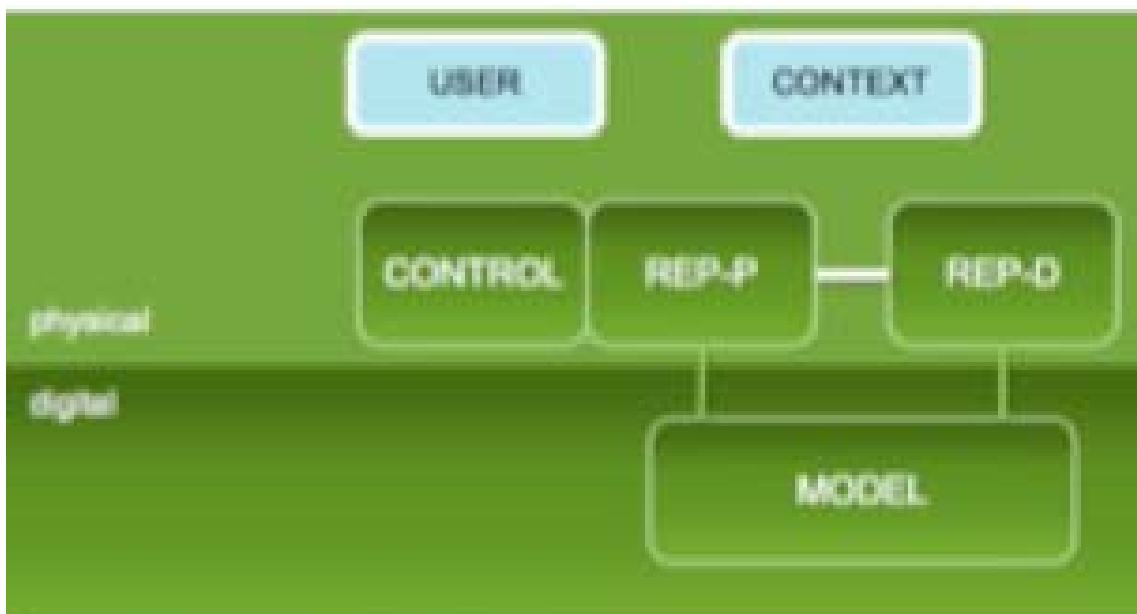 USER
CONTEXT
CONTROL
REP-P
REP-D
physical
digital
MODEL